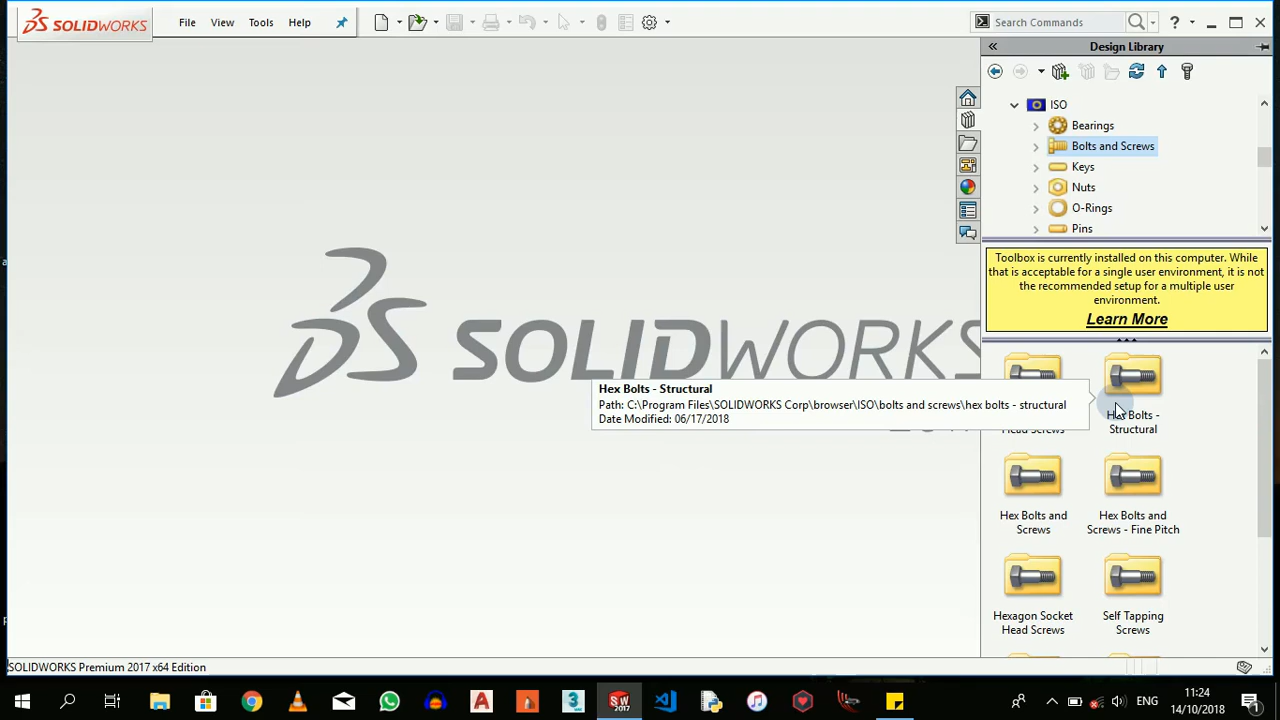 SOLIDWORKS
File
View
Tools
Help
Search Commands
?
Design Library
ISO
Bearings
Bolts and Screws
Keys
Nuts
O-Rings
Pins
Toolbox is currently installed on this computer. While
that is acceptable for a single user environment, it is not
the recommended setup for a multiple user
environment.
Learn More
SOLIDWORKS
Hex Bolts - Structural
Path: C:\Program Files\SOLIDWORKS Corp\browser\ISO\bolts and screws\hex bolts - structural
Date Modified: 06/17/2018
Head Screws
Hex Bolts -
Structural
Hex Bolts and
Screws
Hex Bolts and
Screws - Fine Pitch
Hexagon Socket
Head Screws
Self Tapping
Screws
SOLIDWORKS Premium 2017 x64 Edition
SW
2017
ENG
11:24
14/10/2018